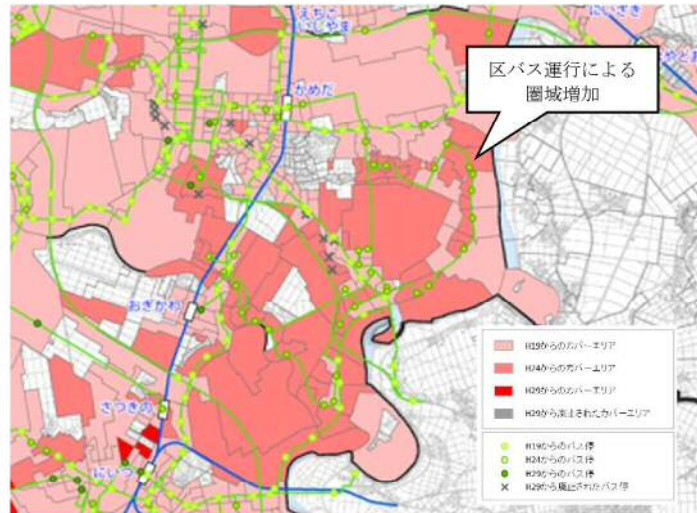 えちご
いしやま
にいざき
かめだ
区バス運行による
圏域増加
おぎかわ
さつきの
にいつ
H19からのカバーエリア
H24からのカバーエリア
H29からのカバーエリア
H29から廃止されたカバーエリア
H19からのバス停
H24からのバス停
H29からのバス停
H29から廃止されたバス停